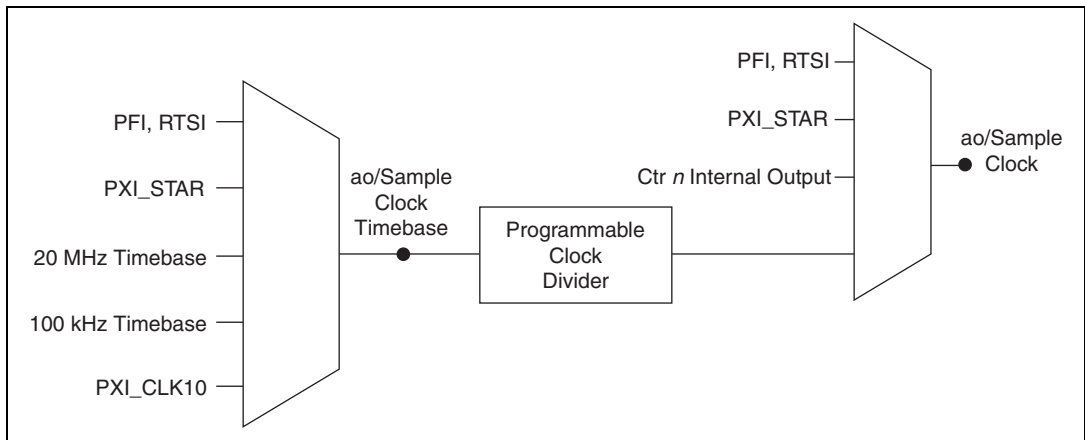 PFI, RTSI
PXI_STAR
20 MHz Timebase
100 kHz Timebase
PXI_CLK10
ao/Sample
Clock
Timebase
Programmable
Clock
Divider
PFI, RTSI
PXI_STAR
Ctr n Internal Output
ao/Sample
Clock